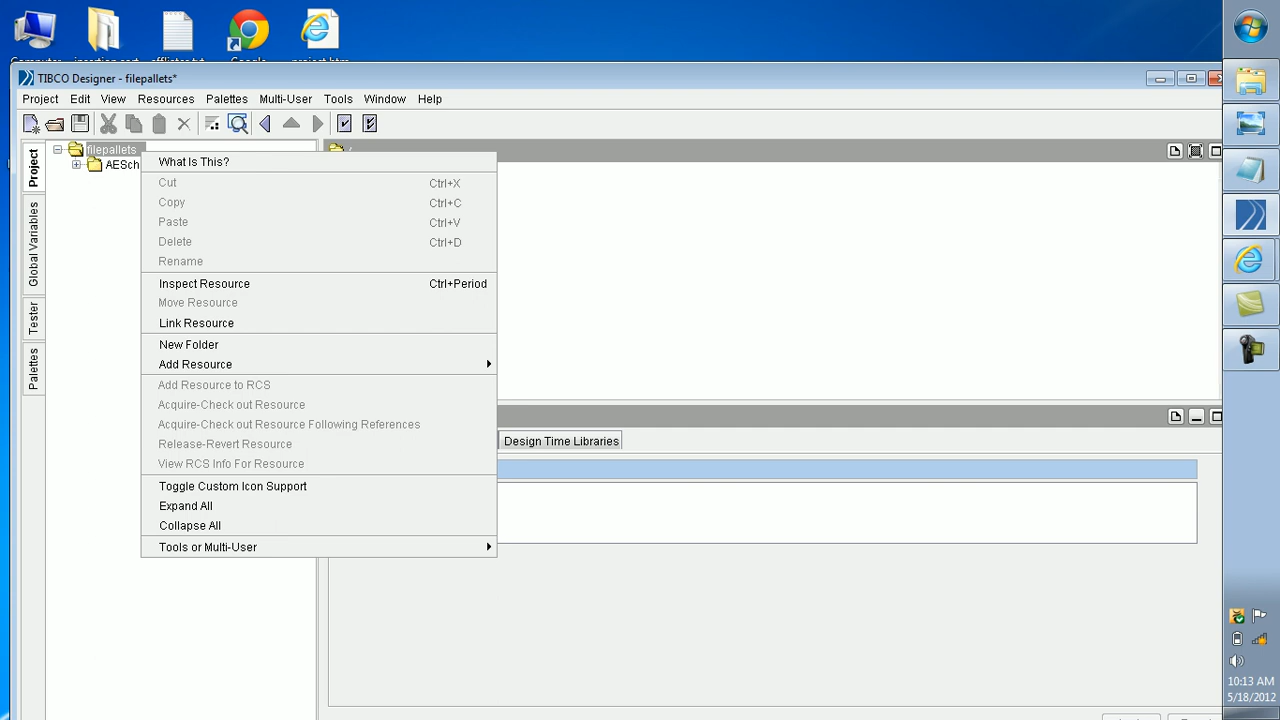 TIBCO Designer - filepallets*
Project Edit View Resources Palettes Multi-User Tools Window Help
Project
Global Variables
Tester
Palettes
filepallets
AESch
What Is This?
Cut Ctrl+X
Copy Ctrl+C
Paste Ctrl+V
Delete Ctrl+D
Rename
Inspect Resource Ctrl+Period
Move Resource
Link Resource
New Folder
Add Resource
Add Resource to RCS
Acquire-Check out Resource
Acquire-Check out Resource Following References
Release-Revert Resource
View RCS Info For Resource
Toggle Custom Icon Support
Expand All
Collapse All
Tools or Multi-User
Design Time Libraries
10:13 AM
5/18/2012